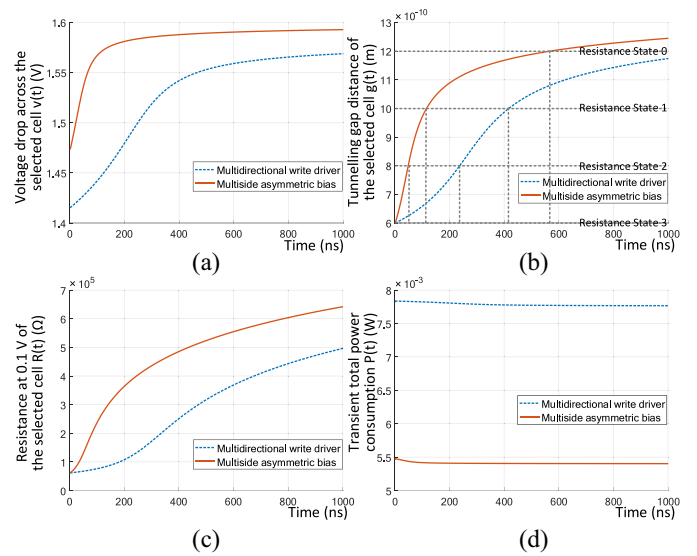 1.6
1.55
1.5
1.45
1.4
0 200 400 600 800 1000
Voltage drop across the
selected cell v(t) (V)
Multidirectional write driver
Multiside asymmetric bias
Time (ns)
(a)
× 10⁻¹⁰
13
12
11
10
9
8
7
6
0 200 400 600 800 1000
Tunnelling gap distance of
the selected cell g(t) (m)
Resistance State 0
Resistance State 1
Resistance State 2
Multidirectional write driver
Multiside asymmetric bias
Resistance State 3
Time (ns)
(b)
× 10⁵
7
6
5
4
3
2
1
0
0 200 400 600 800 1000
Resistance at 0.1 V of
the selected cell R(t) (Ω)
Multidirectional write driver
Multiside asymmetric bias
Time (ns)
(c)
× 10⁻³
8
7.5
7
6.5
6
5.5
5
0 200 400 600 800 1000
Transient total power
consumption P(t) (W)
Multidirectional write driver
Multiside asymmetric bias
Time (ns)
(d)